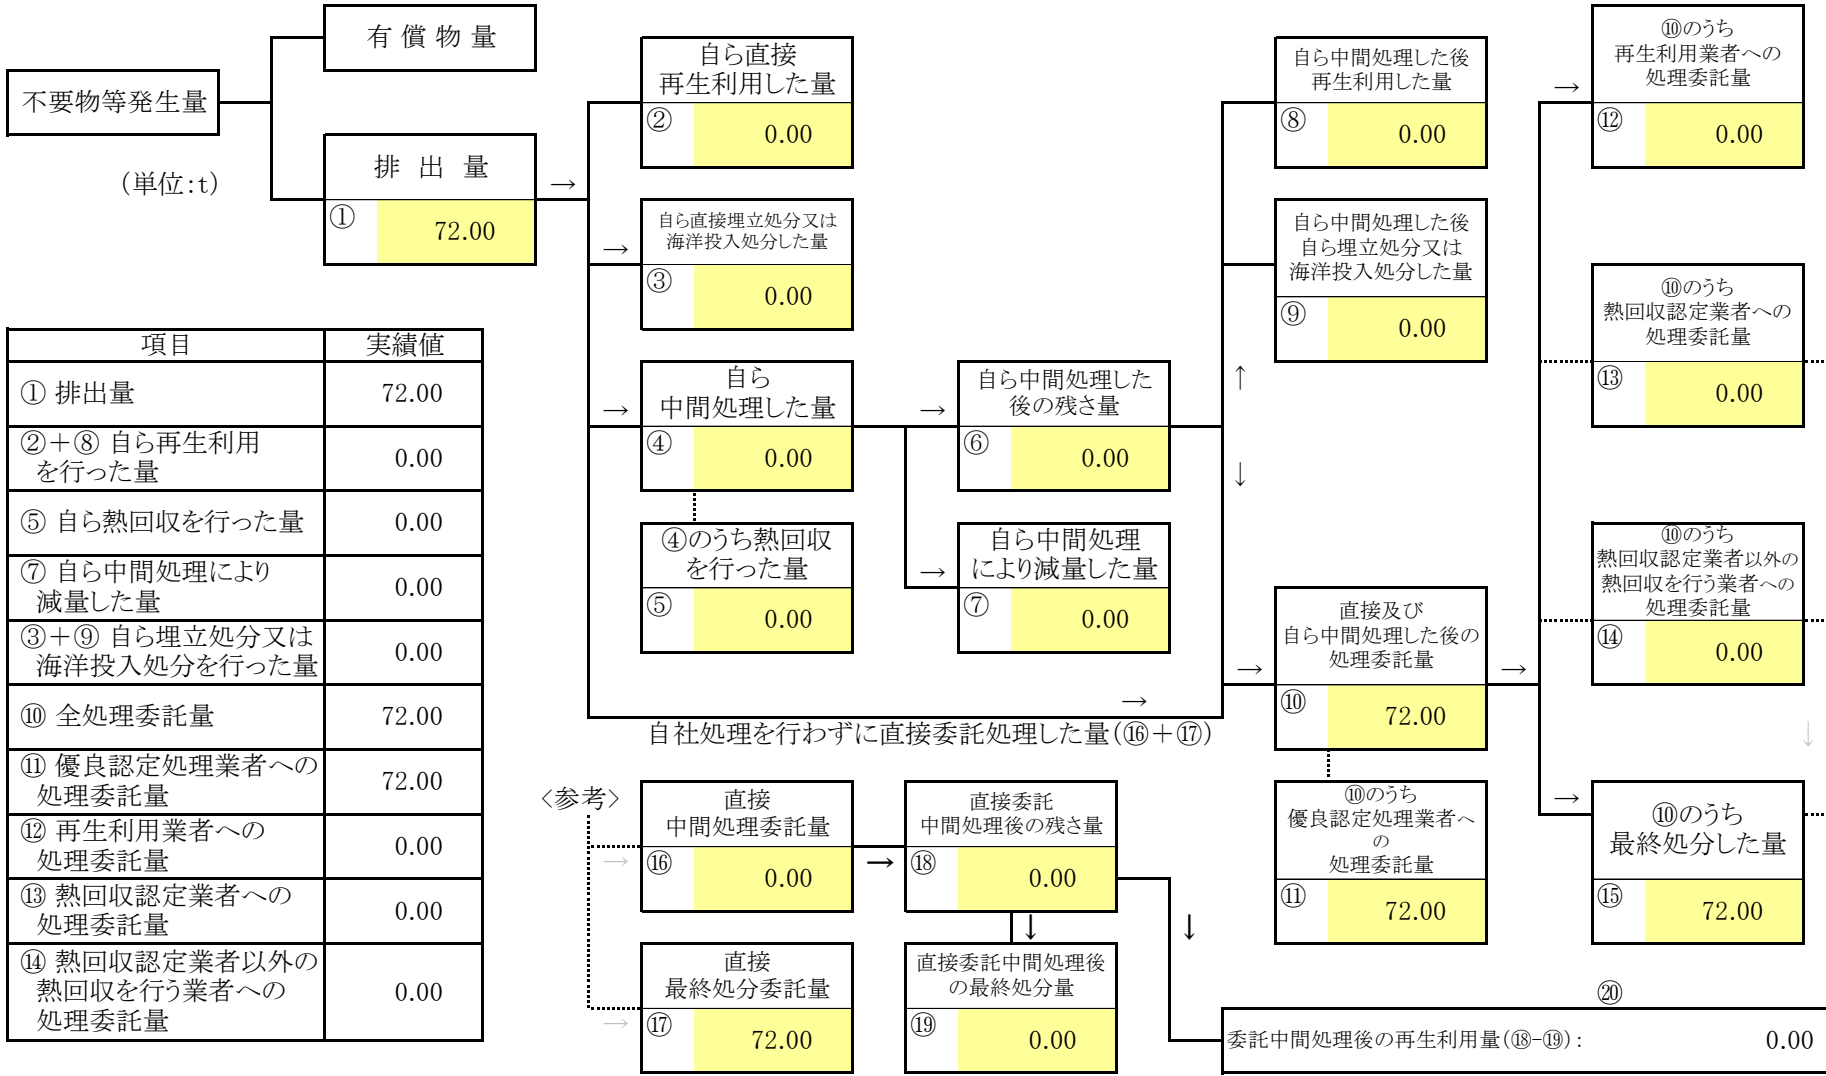 有 償 物 量
不要物等発生量
(単位:t)
排 出 量
①
72.00
→
自ら直接
再生利用した量
②
0.00
→
自ら直接埋立処分又は
海洋投入処分した量
③
0.00
→
自ら
中間処理した量
④
0.00
④のうち熱回収
を行った量
⑤
0.00
→
自ら中間処理した
後の残さ量
⑥
0.00
→
自ら中間処理
により減量した量
⑦
0.00
自ら中間処理した後
再生利用した量
⑧
0.00
自ら中間処理した後
自ら埋立処分又は
海洋投入処分した量
⑨
0.00
↑
↓
→
直接及び
自ら中間処理した後の
処理委託量
⑩
72.00
→
⑩のうち
優良認定処理業者へ
の
処理委託量
⑪
72.00
→
⑩のうち
再生利用業者への
処理委託量
⑫
0.00
⑩のうち
熱回収認定業者への
処理委託量
⑬
0.00
⑩のうち
熱回収認定業者以外の
熱回収を行う業者への
処理委託量
⑭
0.00
↓
→
⑩のうち
最終処分した量
⑮
72.00
→
自社処理を行わずに直接委託処理した量(⑯+⑰)
項目 実績値
① 排出量 72.00
②+⑧ 自ら再生利用
を行った量 0.00
⑤ 自ら熱回収を行った量 0.00
⑦ 自ら中間処理により
減量した量 0.00
③+⑨ 自ら埋立処分又は
海洋投入処分を行った量 0.00
⑩ 全処理委託量 72.00
⑪ 優良認定処理業者への
処理委託量 72.00
⑫ 再生利用業者への
処理委託量 0.00
⑬ 熱回収認定業者への
処理委託量 0.00
⑭ 熱回収認定業者以外の
熱回収を行う業者への
処理委託量 0.00
〈参考〉
→
直接
中間処理委託量
⑯
0.00
→
直接
最終処分委託量
⑰
72.00
→
直接委託
中間処理後の残さ量
⑱
0.00
↓
直接委託中間処理後
の最終処分量
⑲
0.00
↓
⑳
委託中間処理後の再生利用量(⑱-⑲): 0.00